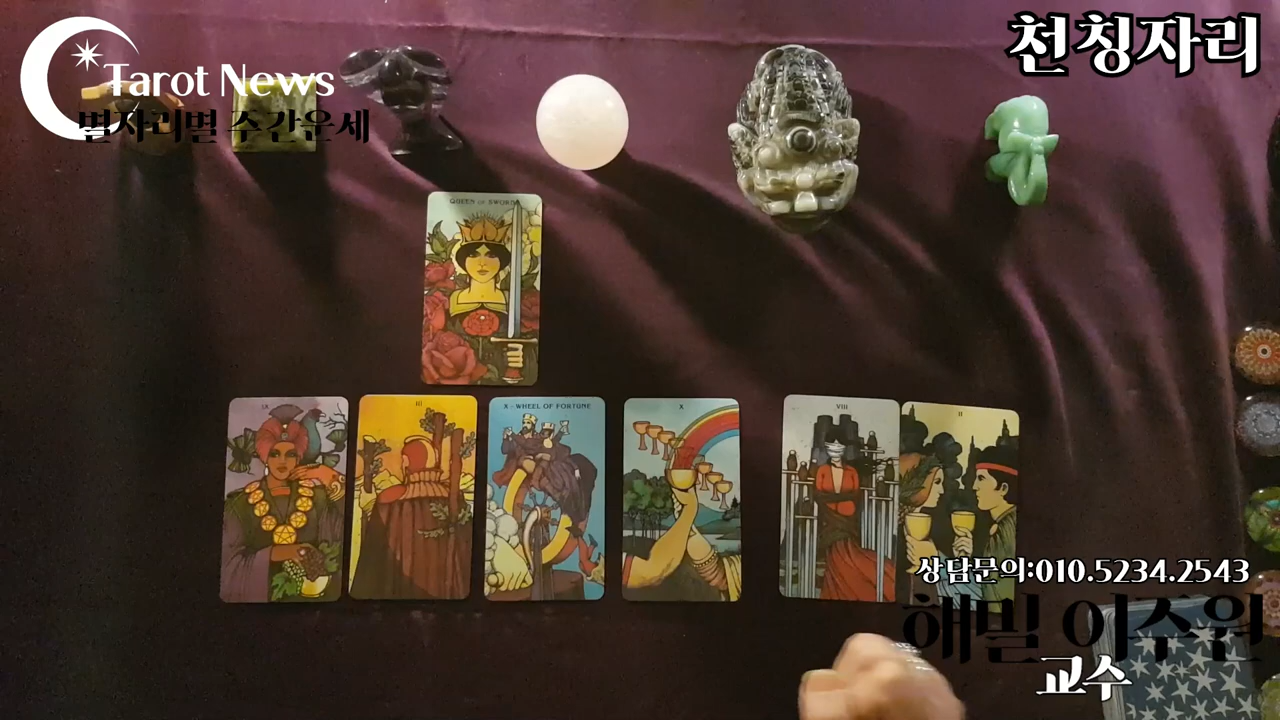 Tarot News
별자리별 주간운세
천칭자리
QUEEN OF SWORDS
IX
III
X - WHEEL OF FORTUNE
X
VIII
II
상담문의:010.5234.2543
해밀 이주원
교수